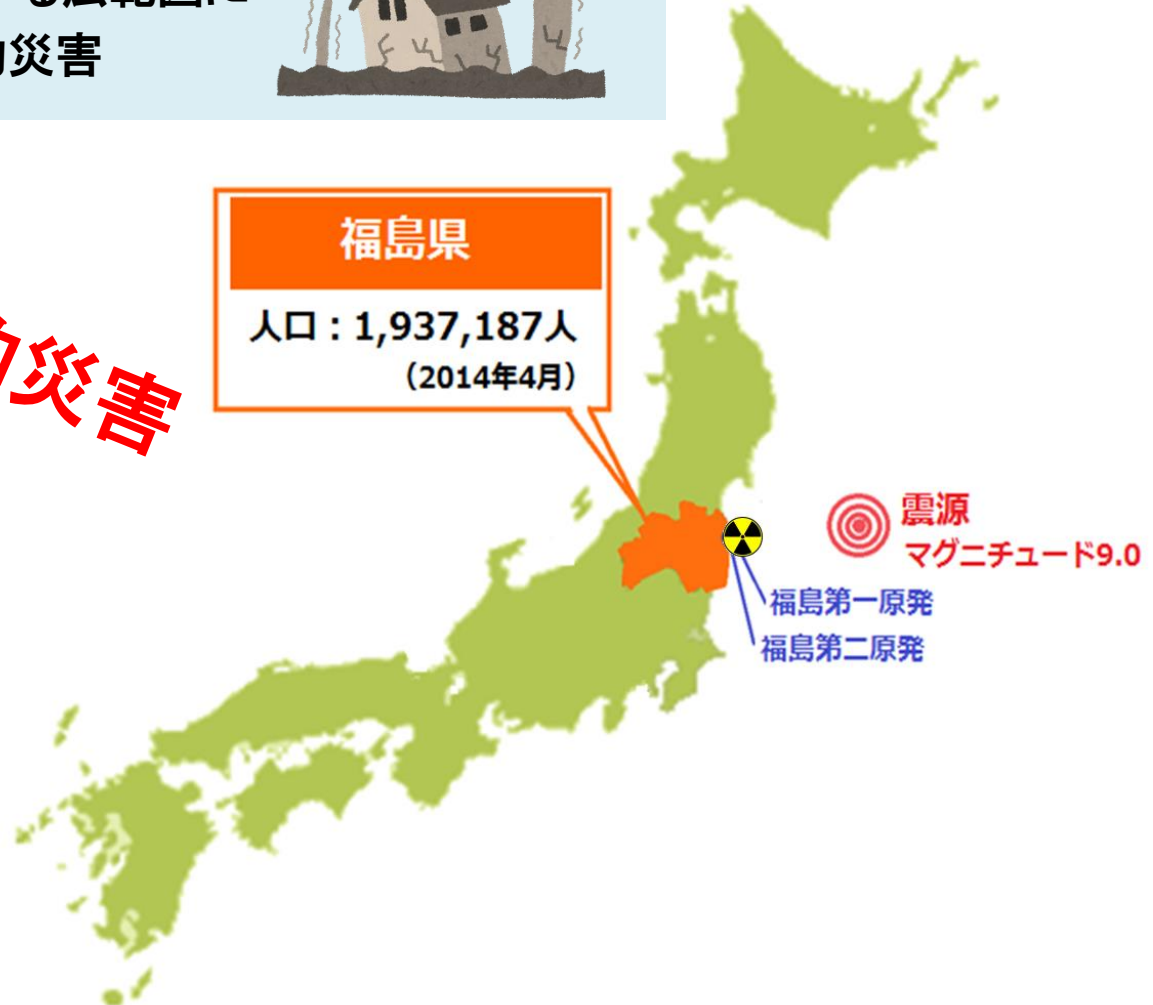 災害
福島県
人口：1,937,187人
（2014年4月）
災害
震源
マグニチュード9.0
福島第一原発
福島第二原発